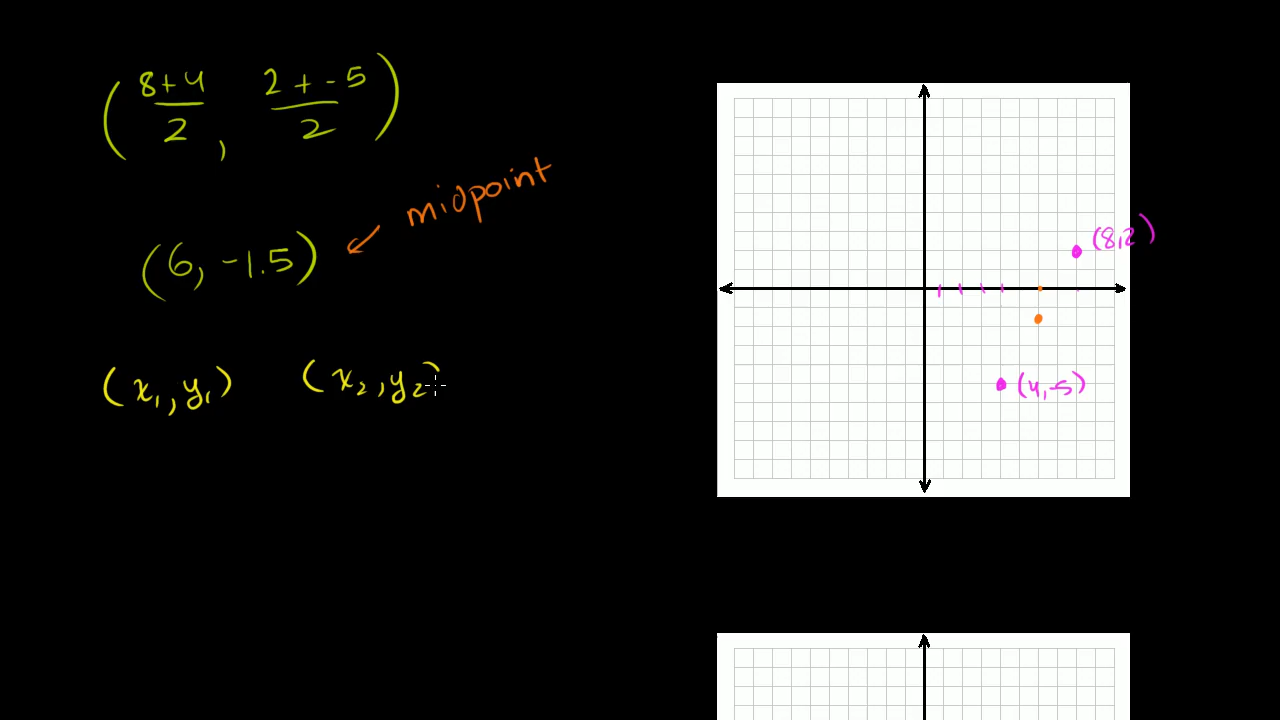 (8+4/2, 2+-5/2)
midpoint
(6, -1.5)
(x₁, y₁) (x₂, y₂)
(8,2)
(4,-5)